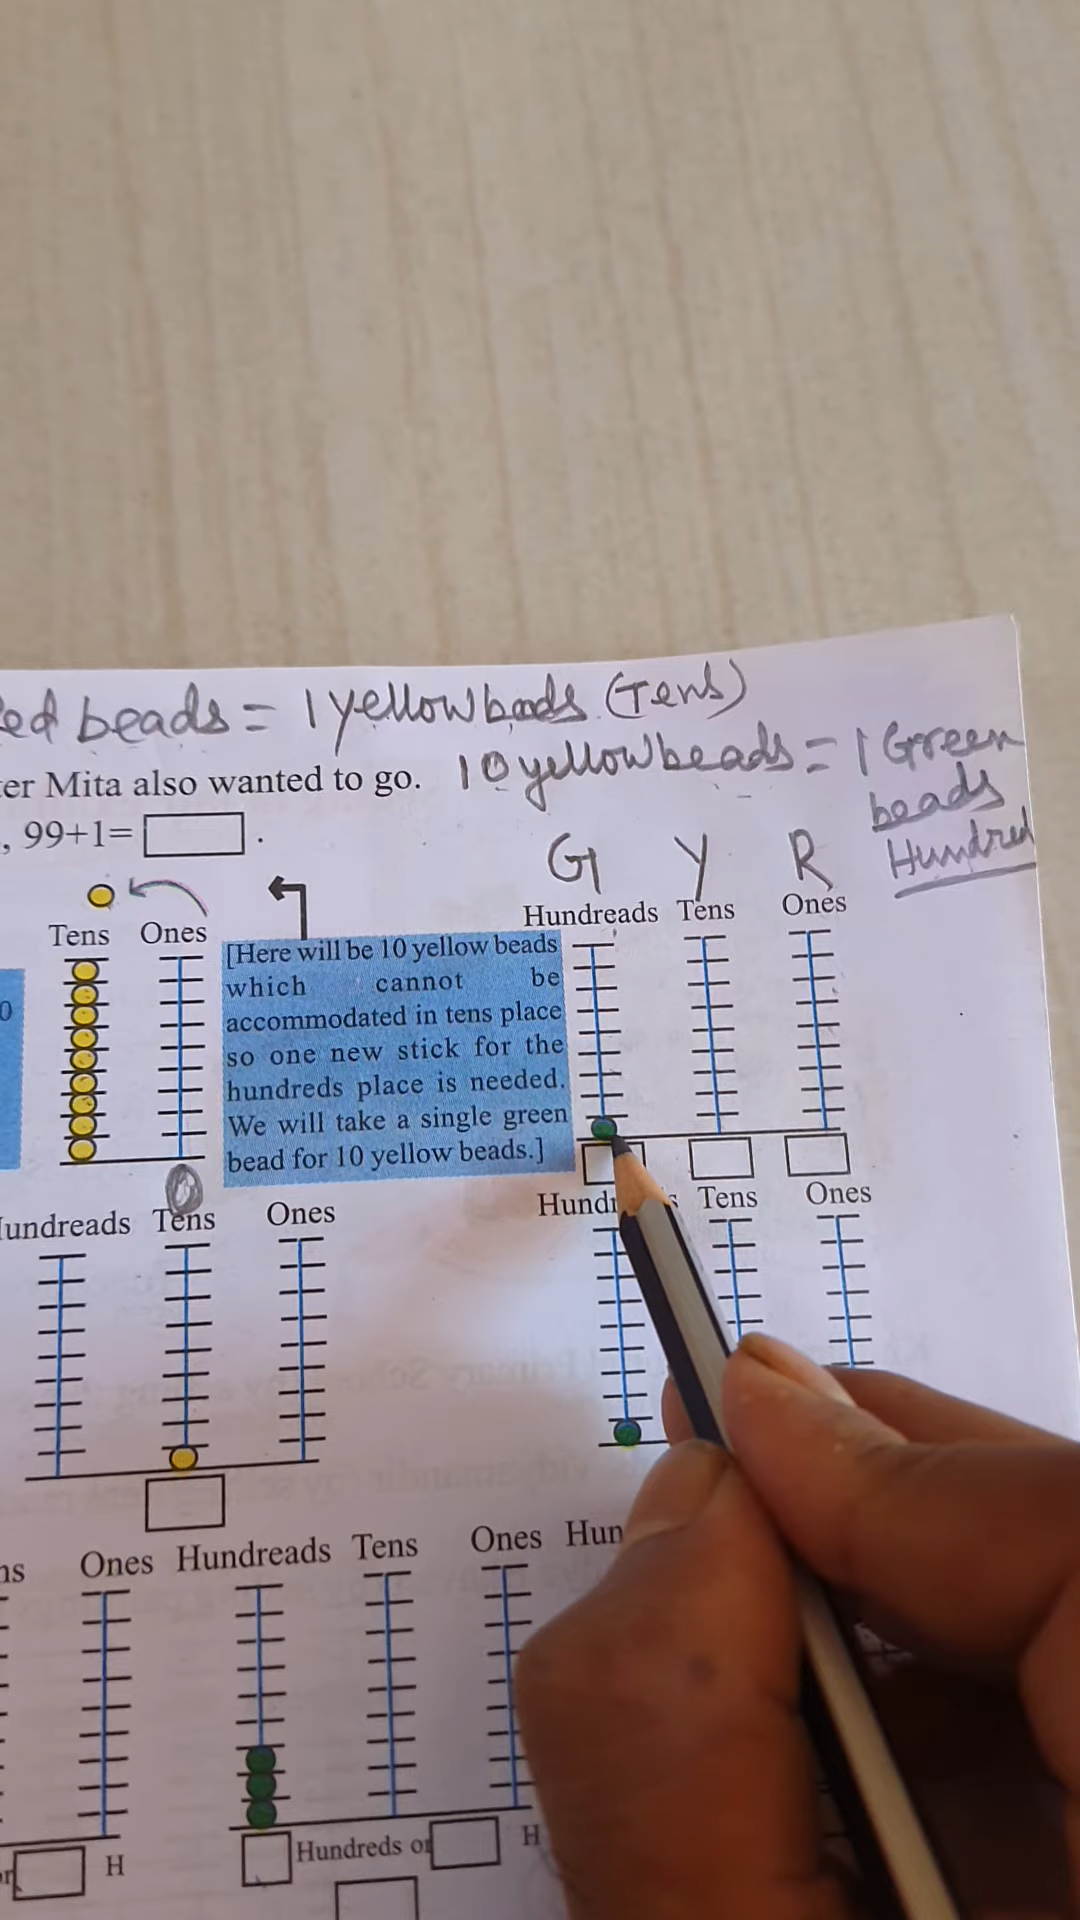 ed beads = 1 yellow beads (Tens)
10 yellow beads = 1 Green
beads
Hundred
er Mita also wanted to go.
, 99+1=      .
G Y R
Hundreads Tens Ones
Tens Ones
[Here will be 10 yellow beads
which cannot be
accommodated in tens place
so one new stick for the
hundreds place is needed.
We will take a single green
bead for 10 yellow beads.]
0
undreads Tens Ones
Hund s Tens Ones
ns Ones Hundreads Tens Ones Hun
H
Hundreds or
H